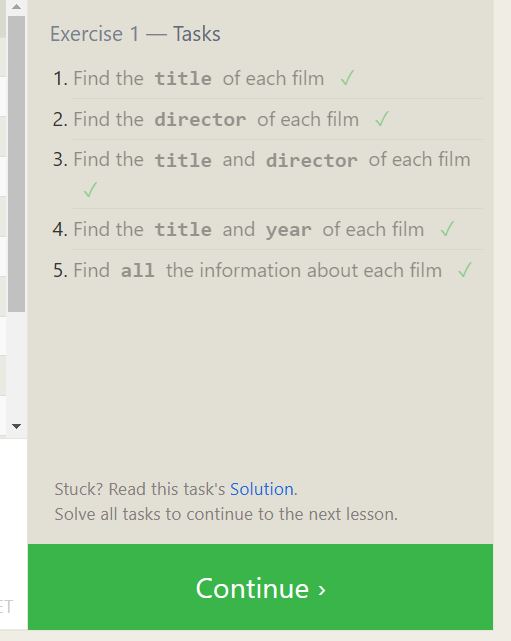 Exercise 1 — Tasks
1. Find the title of each film ✓
2. Find the director of each film ✓
3. Find the title and director of each film
✓
4. Find the title and year of each film ✓
5. Find all the information about each film ✓
Stuck? Read this task's Solution.
Solve all tasks to continue to the next lesson.
ET
Continue ›